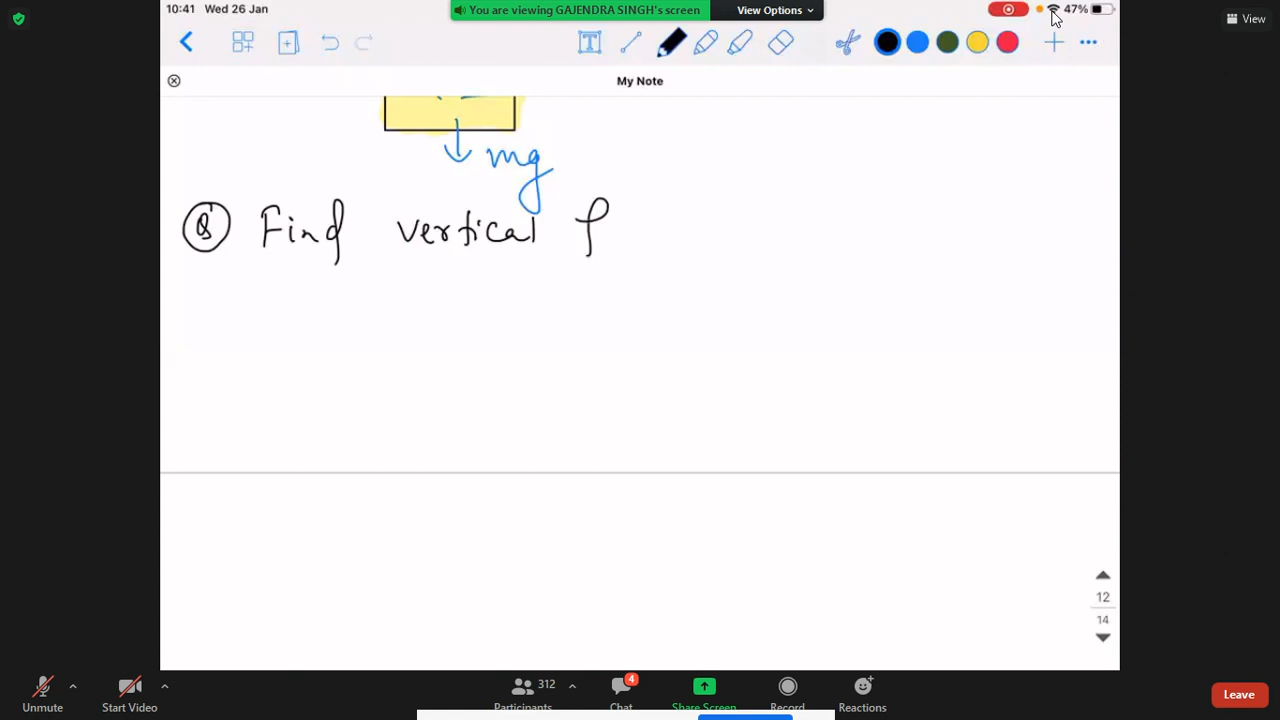 10:41 Wed 26 Jan
You are viewing GAJENDRA SINGH's screen
View Options
47%
View
My Note
mg
Q Find vertical
12
14
Unmute
Start Video
312
Participants
4
Chat
Share Screen
Record
Reactions
Leave